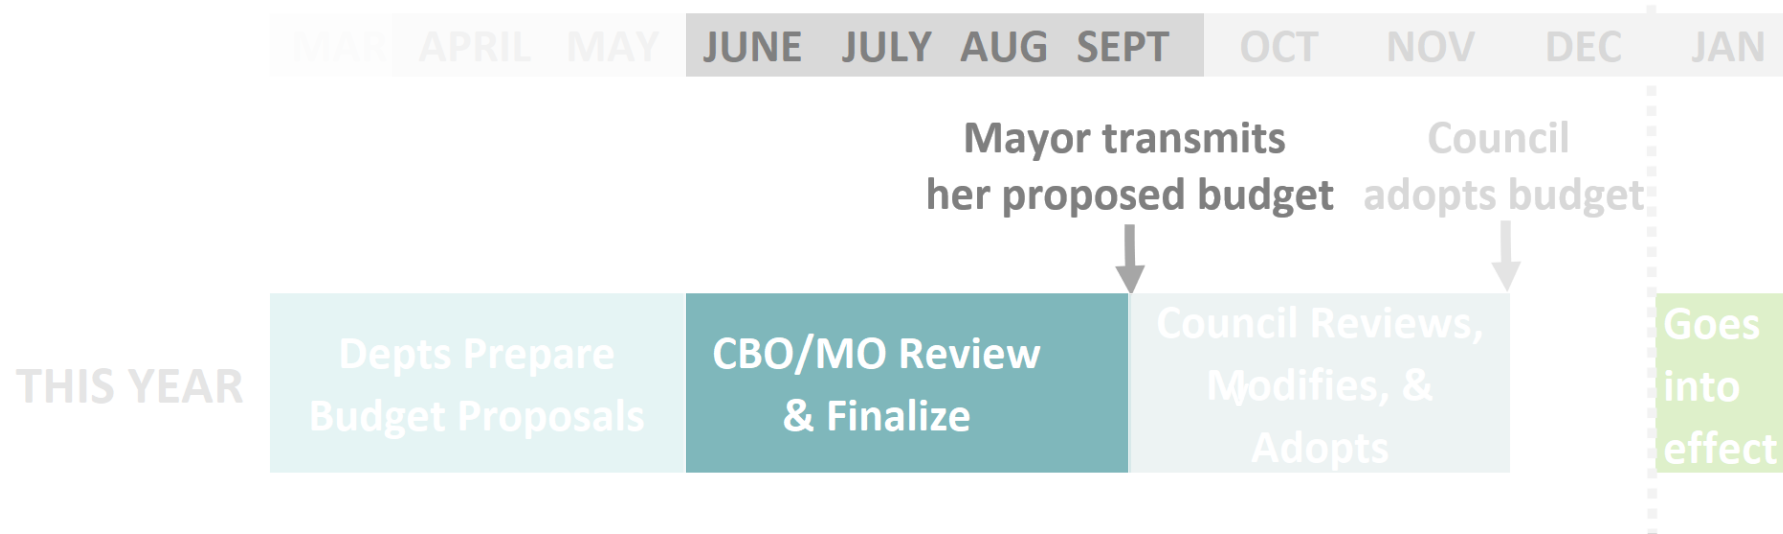 MAR APRIL MAY JUNE JULY AUG SEPT OCT NOV DEC JAN
Mayor transmits
her proposed budget
Council
adopts budget
THIS YEAR
Depts Prepare
Budget Proposals
CBO/MO Review
& Finalize
Council Reviews,
Modifies, &
Adopts
Goes
into
effect